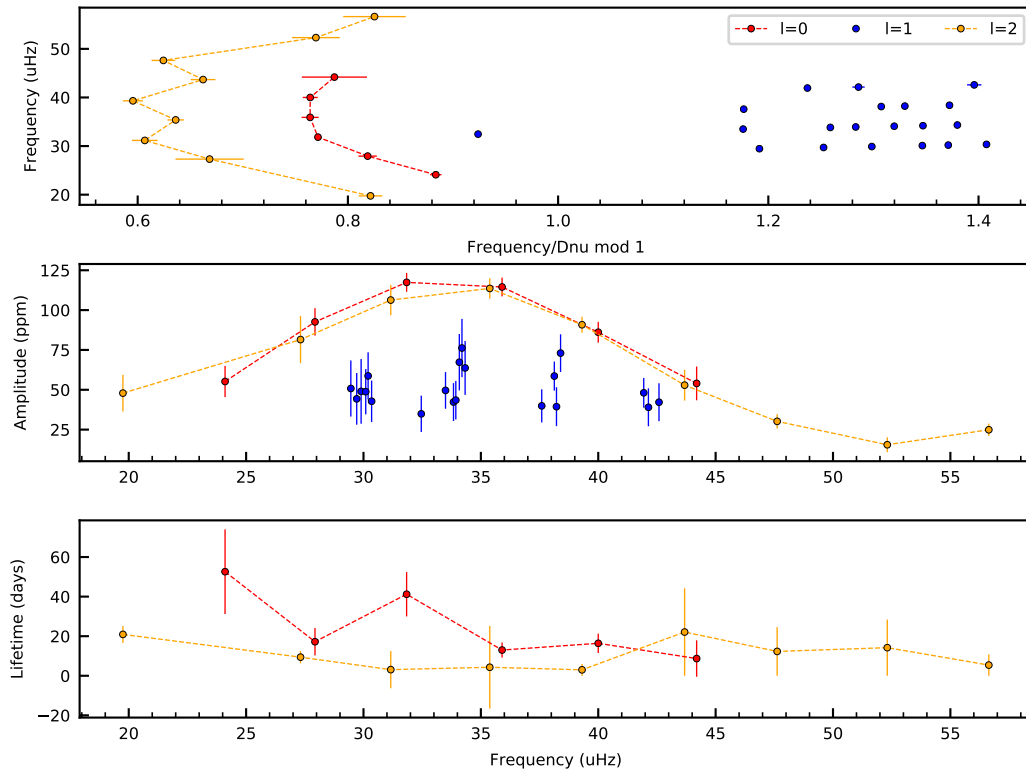 l=0 l=1 l=2
50
40
30
20
Frequency (uHz)
0.6 0.8 1.0 1.2 1.4
Frequency/Dnu mod 1
125
100
75
50
25
Amplitude (ppm)
20 25 30 35 40 45 50 55
60
40
20
0
−20
Lifetime (days)
20 25 30 35 40 45 50 55
Frequency (uHz)